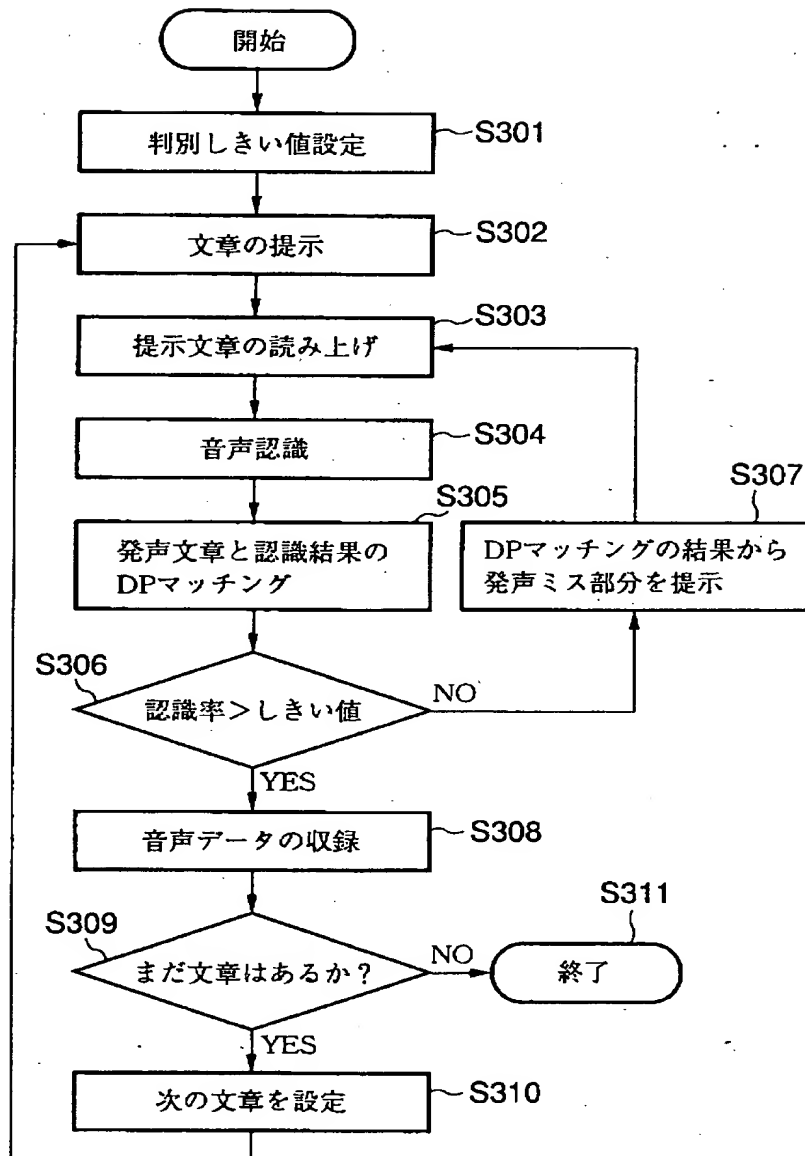 開始
判別しきい値設定
S301
文章の提示
S302
提示文章の読み上げ
S303
音声認識
S304
発声文章と認識結果の
DPマッチング
S305
DPマッチングの結果から
発声ミス部分を提示
S307
認識率＞しきい値
S306
NO
YES
音声データの収録
S308
まだ文章はあるか？
S309
NO
終了
S311
YES
次の文章を設定
S310